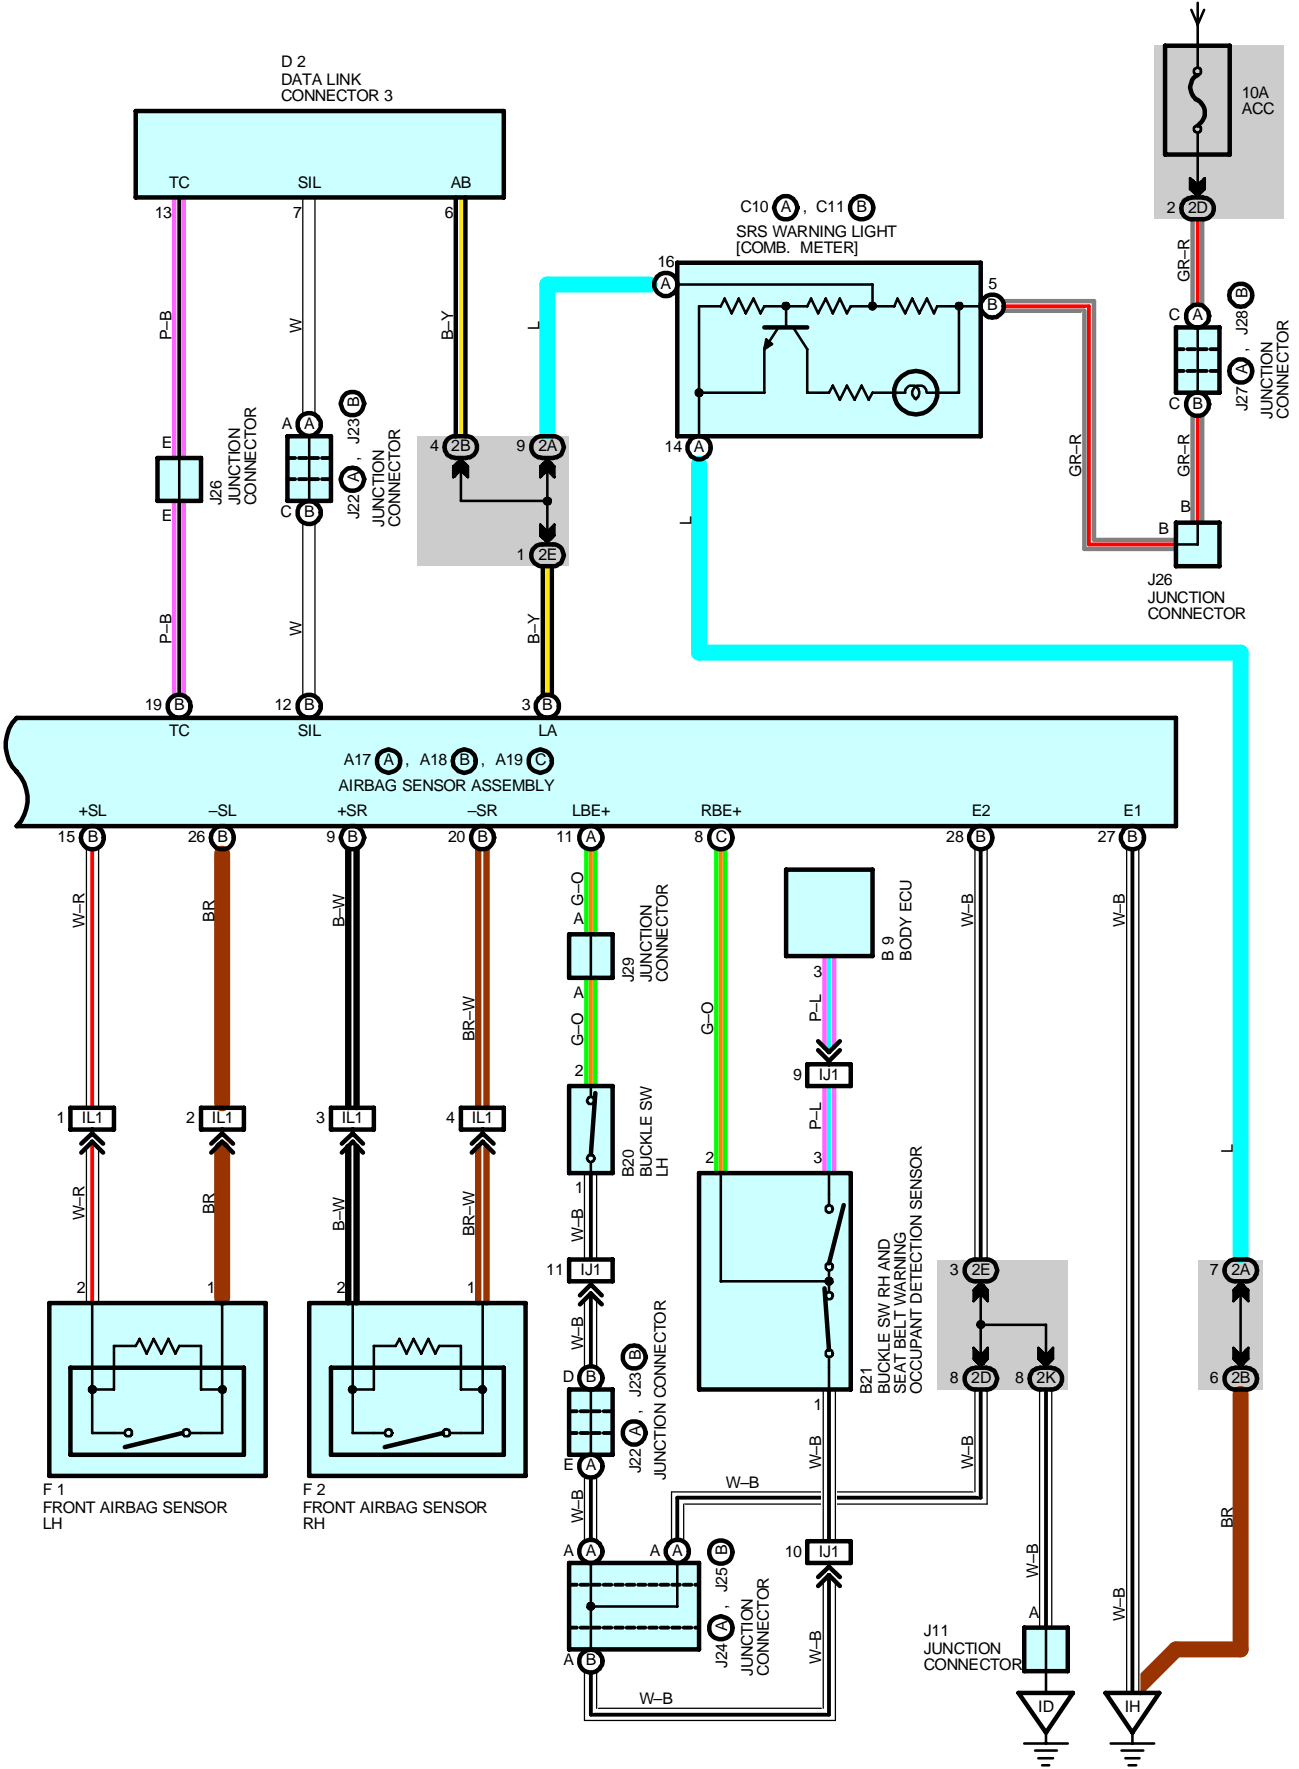 D 2
DATA LINK
CONNECTOR 3
TC
SIL
AB
13
7
6
P–B
W
B–Y
L
E
E
J26
JUNCTION
CONNECTOR
A A
C B
J22 A , J23 B
JUNCTION
CONNECTOR
4 2B
9 2A
1 2E
P–B
W
B–Y
C10 A , C11 B
SRS WARNING LIGHT
[COMB. METER]
16 A
5
B
14 A
L
GR–R
10A
ACC
2 2D
GR–R
C A
C B
J27 A , J28 B
JUNCTION
CONNECTOR
GR–R
B
B
J26
JUNCTION
CONNECTOR
19 B
12 B
3 B
TC
SIL
LA
A17 A , A18 B , A19 C
AIRBAG SENSOR ASSEMBLY
+SL
–SL
+SR
–SR
LBE+
RBE+
E2
E1
15 B
26 B
9 B
20 B
11 A
8 C
28 B
27 B
W–R
BR
B–W
BR–W
G–O
A
J29
JUNCTION
CONNECTOR
A
G–O
2
G–O
B 9
BODY ECU
3
P–L
9 IJ1
P–L
W–B
W–B
1 IL1
2 IL1
3 IL1
4 IL1
W–R
BR
B–W
BR–W
2
1
2
1
F 1
FRONT AIRBAG SENSOR
LH
F 2
FRONT AIRBAG SENSOR
RH
B20
BUCKLE SW
LH
1
W–B
11 IJ1
W–B
D B
E A
J22 A , J23 B
JUNCTION CONNECTOR
W–B
2
3
B21
BUCKLE SW RH AND
SEAT BELT WARNING
OCCUPANT DETECTION SENSOR
1
W–B
W–B
A A
A A
A B
J24 A , J25 B
JUNCTION
CONNECTOR
10 IJ1
W–B
W–B
3 2E
8 2D
8 2K
W–B
W–B
A
J11
JUNCTION
CONNECTOR
ID
W–B
IH
L
7 2A
6 2B
BR